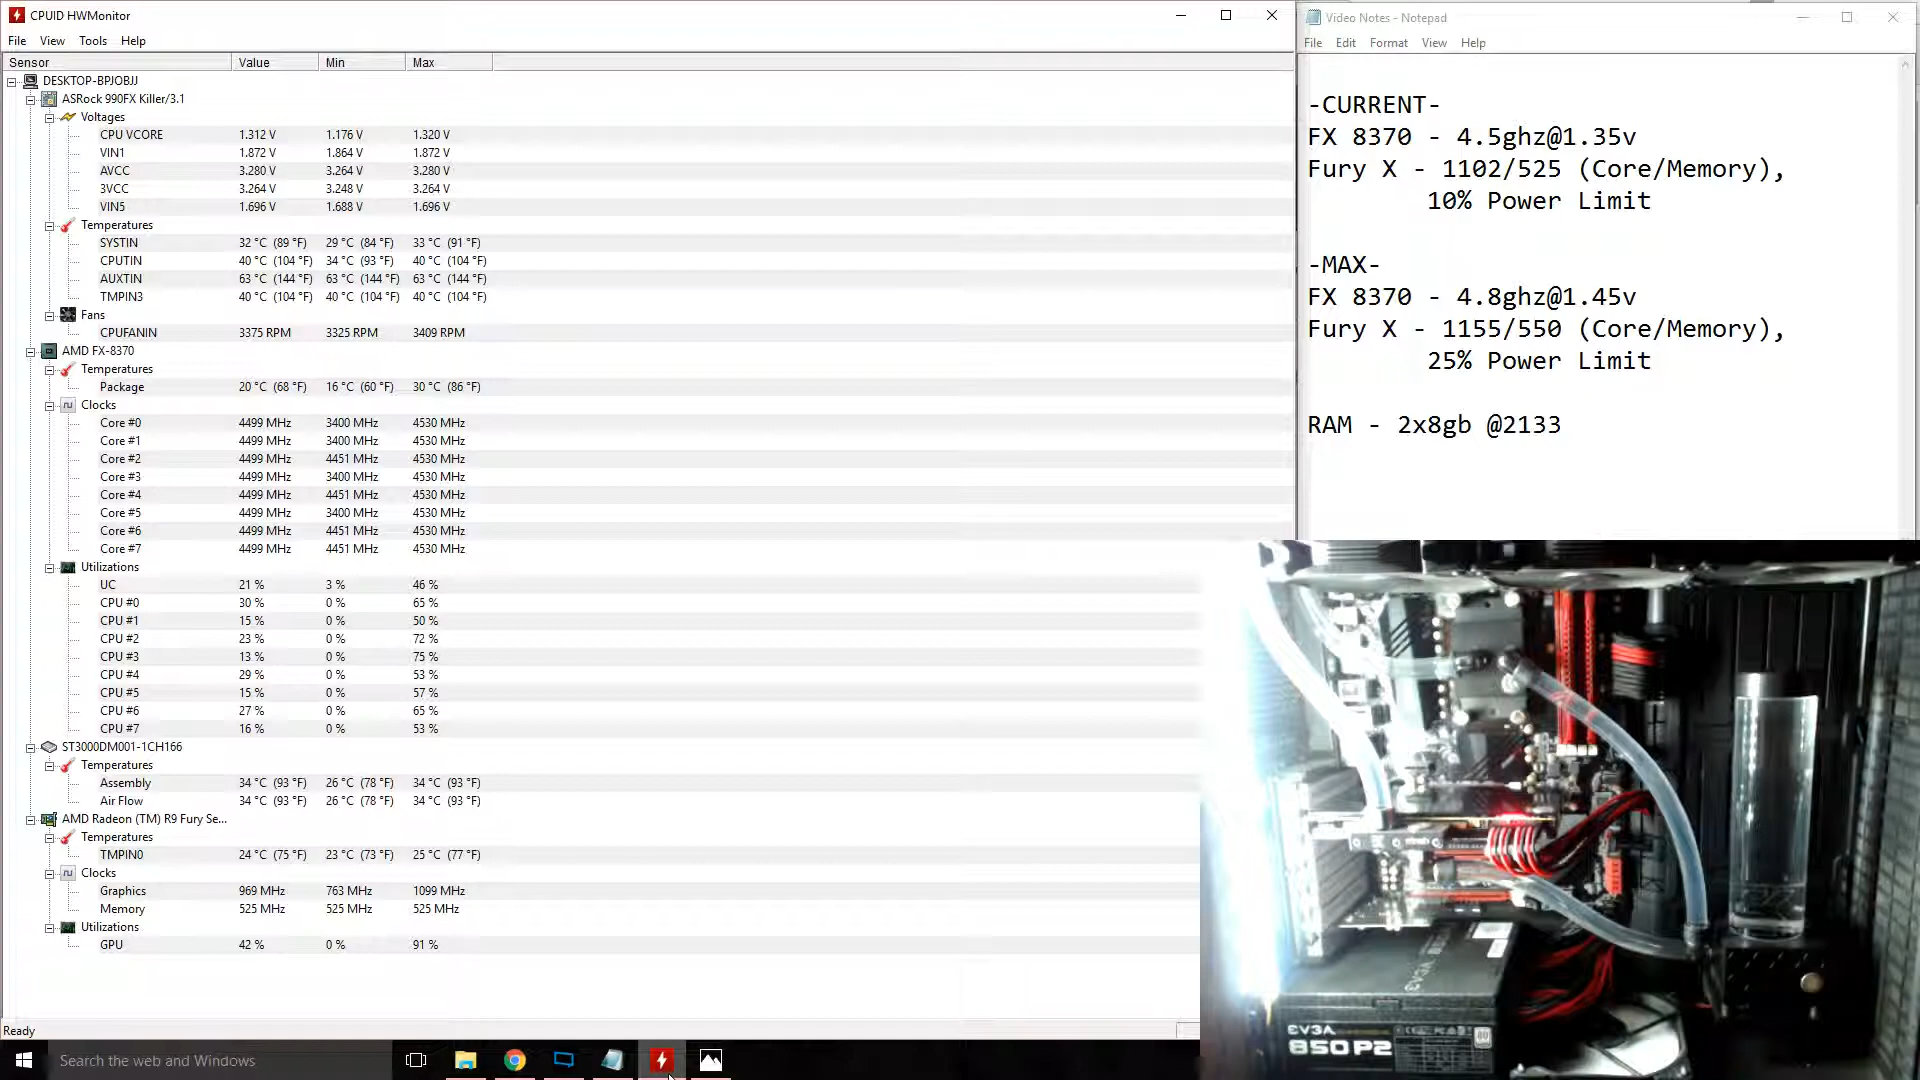 CPUID HWMonitor
File View Tools Help
Sensor Value Min Max
DESKTOP-BPJOBJJ
ASRock 990FX Killer/3.1
Voltages
CPU VCORE 1.312 V 1.176 V 1.320 V
VIN1 1.872 V 1.864 V 1.872 V
AVCC 3.280 V 3.264 V 3.280 V
3VCC 3.264 V 3.248 V 3.264 V
VIN5 1.696 V 1.688 V 1.696 V
Temperatures
SYSTIN 32 °C (89 °F) 29 °C (84 °F) 33 °C (91 °F)
CPUTIN 40 °C (104 °F) 34 °C (93 °F) 40 °C (104 °F)
AUXTIN 63 °C (144 °F) 63 °C (144 °F) 63 °C (144 °F)
TMPIN3 40 °C (104 °F) 40 °C (104 °F) 40 °C (104 °F)
Fans
CPUFANIN 3375 RPM 3325 RPM 3409 RPM
AMD FX-8370
Temperatures
Package 20 °C (68 °F) 16 °C (60 °F) 30 °C (86 °F)
Clocks
Core #0 4499 MHz 3400 MHz 4530 MHz
Core #1 4499 MHz 3400 MHz 4530 MHz
Core #2 4499 MHz 4451 MHz 4530 MHz
Core #3 4499 MHz 3400 MHz 4530 MHz
Core #4 4499 MHz 4451 MHz 4530 MHz
Core #5 4499 MHz 3400 MHz 4530 MHz
Core #6 4499 MHz 4451 MHz 4530 MHz
Core #7 4499 MHz 4451 MHz 4530 MHz
Utilizations
UC 21 % 3 % 46 %
CPU #0 30 % 0 % 65 %
CPU #1 15 % 0 % 50 %
CPU #2 23 % 0 % 72 %
CPU #3 13 % 0 % 75 %
CPU #4 29 % 0 % 53 %
CPU #5 15 % 0 % 57 %
CPU #6 27 % 0 % 65 %
CPU #7 16 % 0 % 53 %
ST3000DM001-1CH166
Temperatures
Assembly 34 °C (93 °F) 26 °C (78 °F) 34 °C (93 °F)
Air Flow 34 °C (93 °F) 26 °C (78 °F) 34 °C (93 °F)
AMD Radeon (TM) R9 Fury Se...
Temperatures
TMPIN0 24 °C (75 °F) 23 °C (73 °F) 25 °C (77 °F)
Clocks
Graphics 969 MHz 763 MHz 1099 MHz
Memory 525 MHz 525 MHz 525 MHz
Utilizations
GPU 42 % 0 % 91 %
Ready
Search the web and Windows
Video Notes - Notepad
File Edit Format View Help
-CURRENT-
FX 8370 - 4.5ghz@1.35v
Fury X - 1102/525 (Core/Memory),
10% Power Limit
-MAX-
FX 8370 - 4.8ghz@1.45v
Fury X - 1155/550 (Core/Memory),
25% Power Limit
RAM - 2x8gb @2133
EVGA
EVGA
850P2